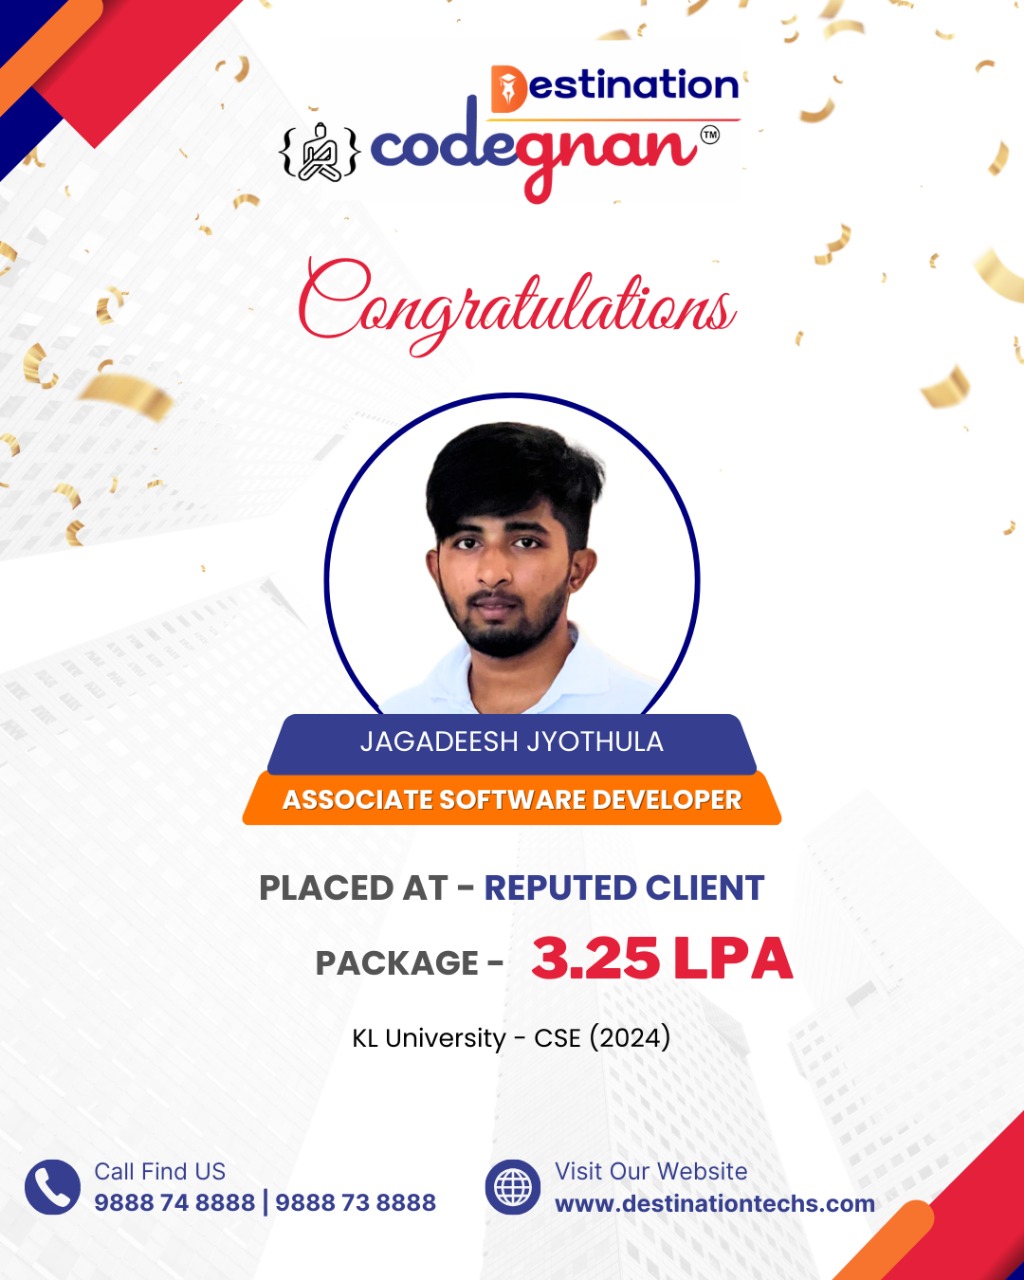 Destination
codegnan™
Congratulations
JAGADEESH JYOTHULA
ASSOCIATE SOFTWARE DEVELOPER
PLACED AT - REPUTED CLIENT
PACKAGE - 3.25 LPA
KL University - CSE (2024)
Call Find US
9888 74 8888 | 9888 73 8888
Visit Our Website
www.destinationtechs.com